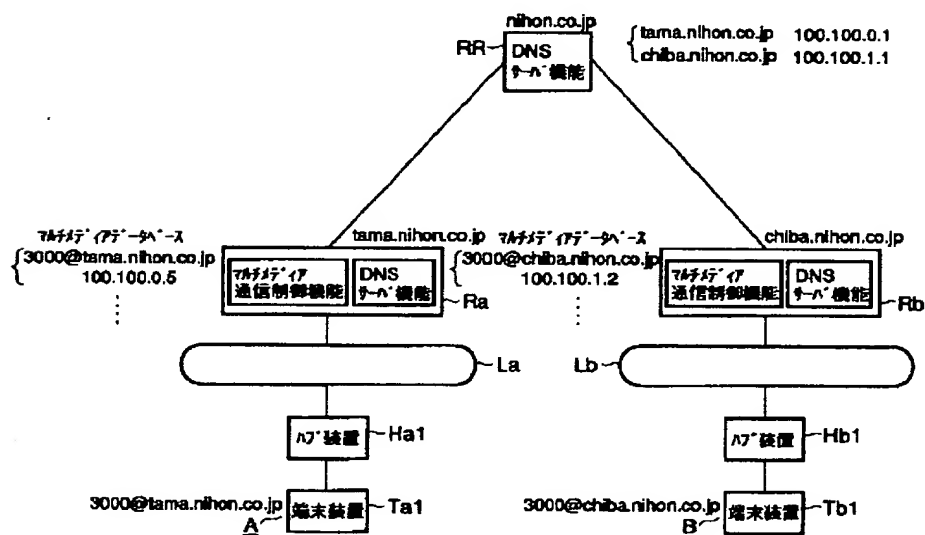 nihon.co.jp
RR
DNS
サーバ機能
tama.nihon.co.jp 100.100.0.1
chiba.nihon.co.jp 100.100.1.1
マルチメディアデータベース
3000@tama.nihon.co.jp
100.100.0.5
tama.nihon.co.jp
マルチメディア
通信制御機能
DNS
サーバ機能
Ra
マルチメディアデータベース
3000@chiba.nihon.co.jp
100.100.1.2
chiba.nihon.co.jp
マルチメディア
通信制御機能
DNS
サーバ機能
Rb
La
Lb
ハブ装置
Ha1
ハブ装置
Hb1
3000@tama.nihon.co.jp
A
端末装置
Ta1
3000@chiba.nihon.co.jp
B
端末装置
Tb1